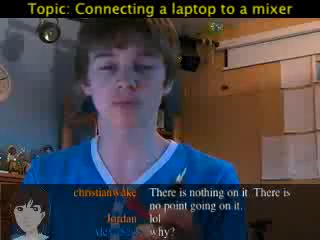 Topic: Connecting a laptop to a mixer
christianwake There is nothing on it. There is
no point going on it.
Jordan lol
why?